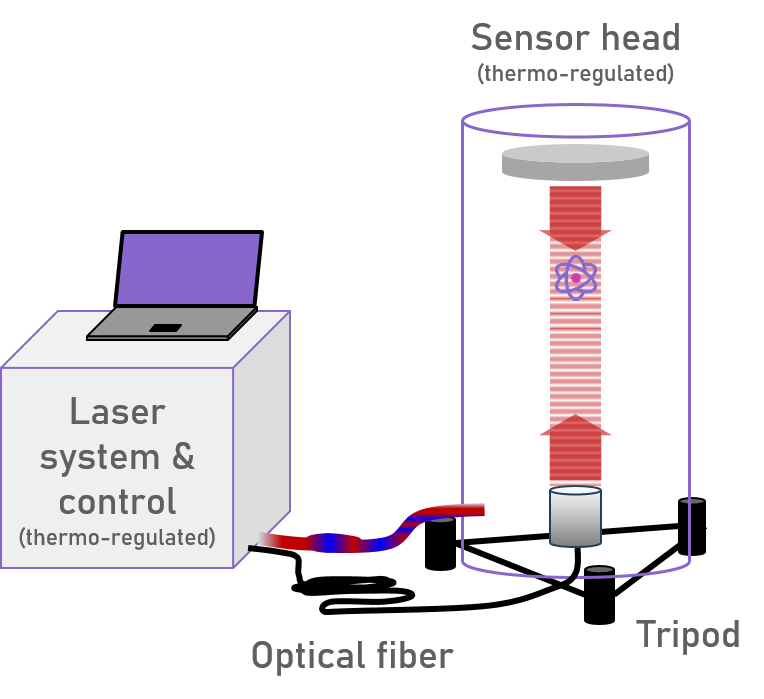 Sensor head
(thermo-regulated)
Laser
system &
control
(thermo-regulated)
Optical fiber
Tripod